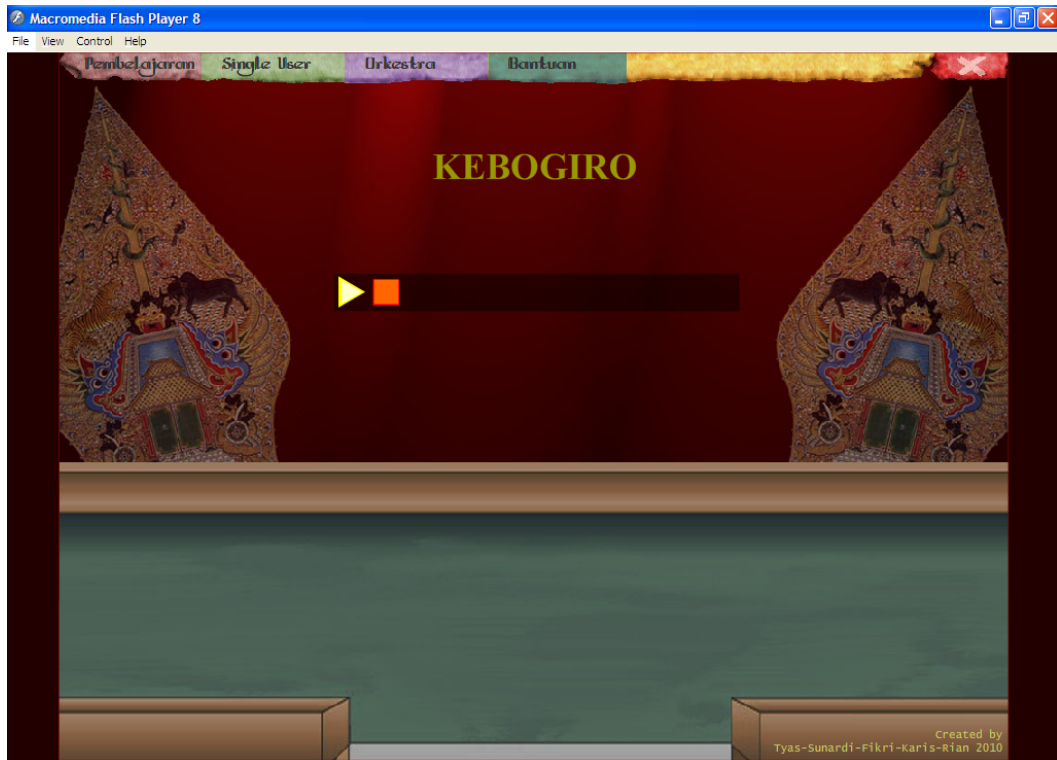 Macromedia Flash Player 8
File View Control Help
Pembelajaran Single User Orkestra Bantuan
KEBOGIRO
Created by
Tyas-Sunardi-Fikri-Karis-Rian 2010